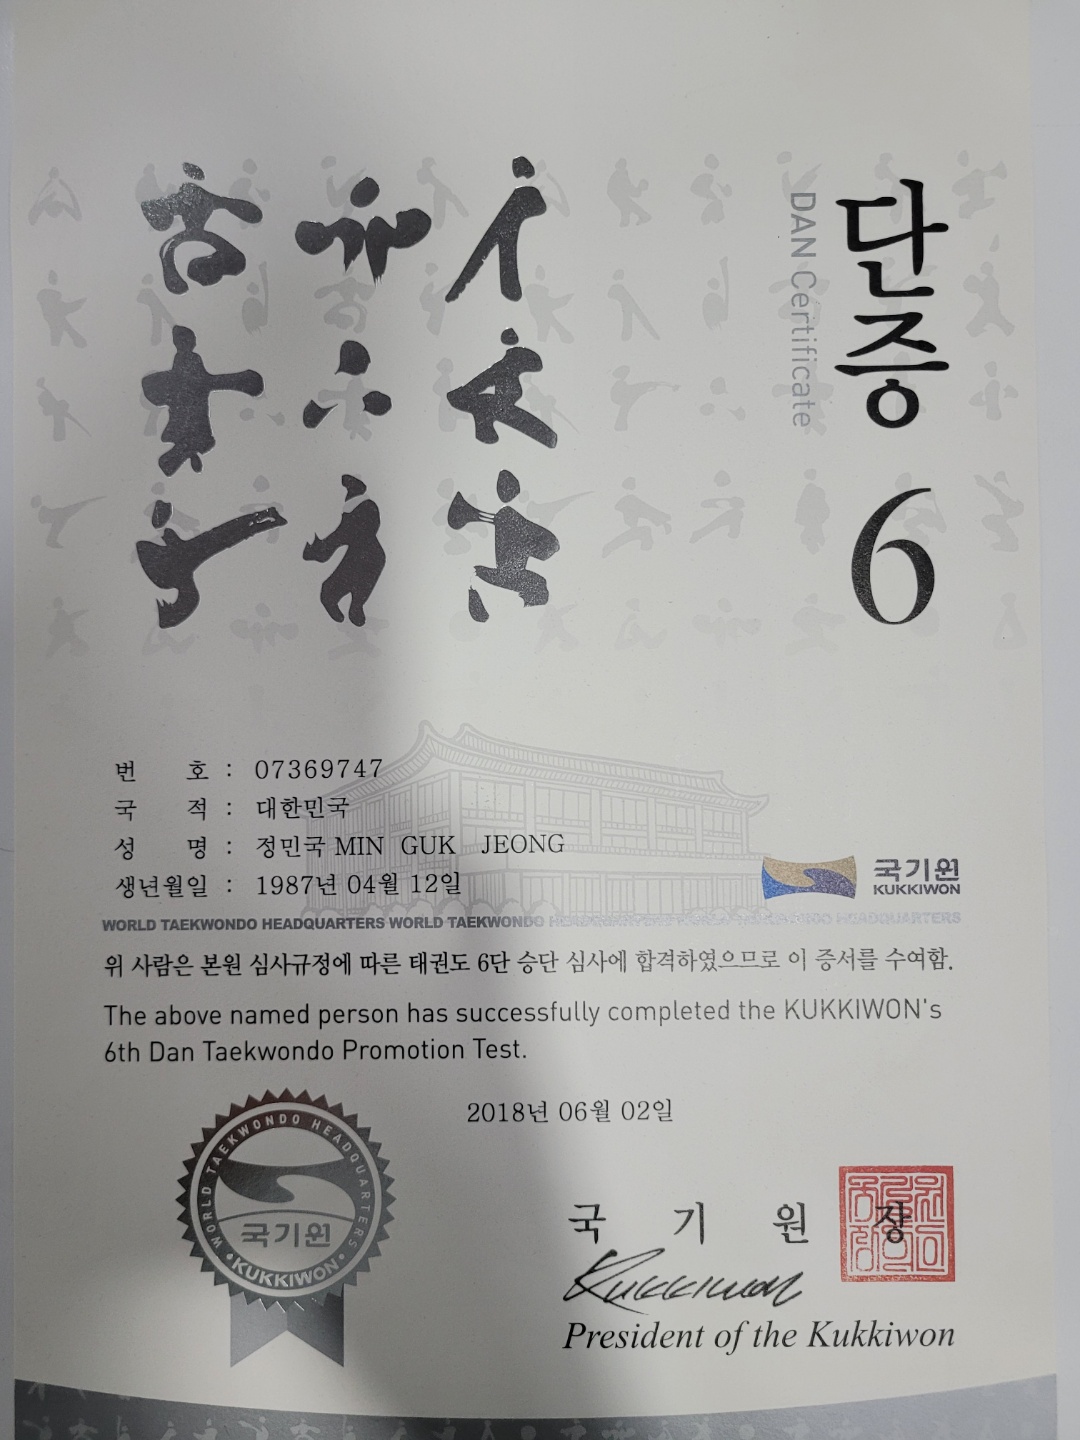 단증 6
DAN Certificate
번 호 : 07369747
국 적 : 대한민국
성 명 : 정민국 MIN GUK JEONG
생년월일 : 1987년 04월 12일
국기원
KUKKIWON
WORLD TAEKWONDO HEADQUARTERS WORLD TAEKWONDO HEADQUARTERS WORLD TAEKWONDO HEADQUARTERS
위 사람은 본원 심사규정에 따른 태권도 6단 승단 심사에 합격하였으므로 이 증서를 수여함.
The above named person has successfully completed the KUKKIWON's
6th Dan Taekwondo Promotion Test.
2018년 06월 02일
WORLD TAEKWONDO HEADQUARTERS
국기원
KUKKIWON
국 기 원 장
Kukkiwon
President of the Kukkiwon